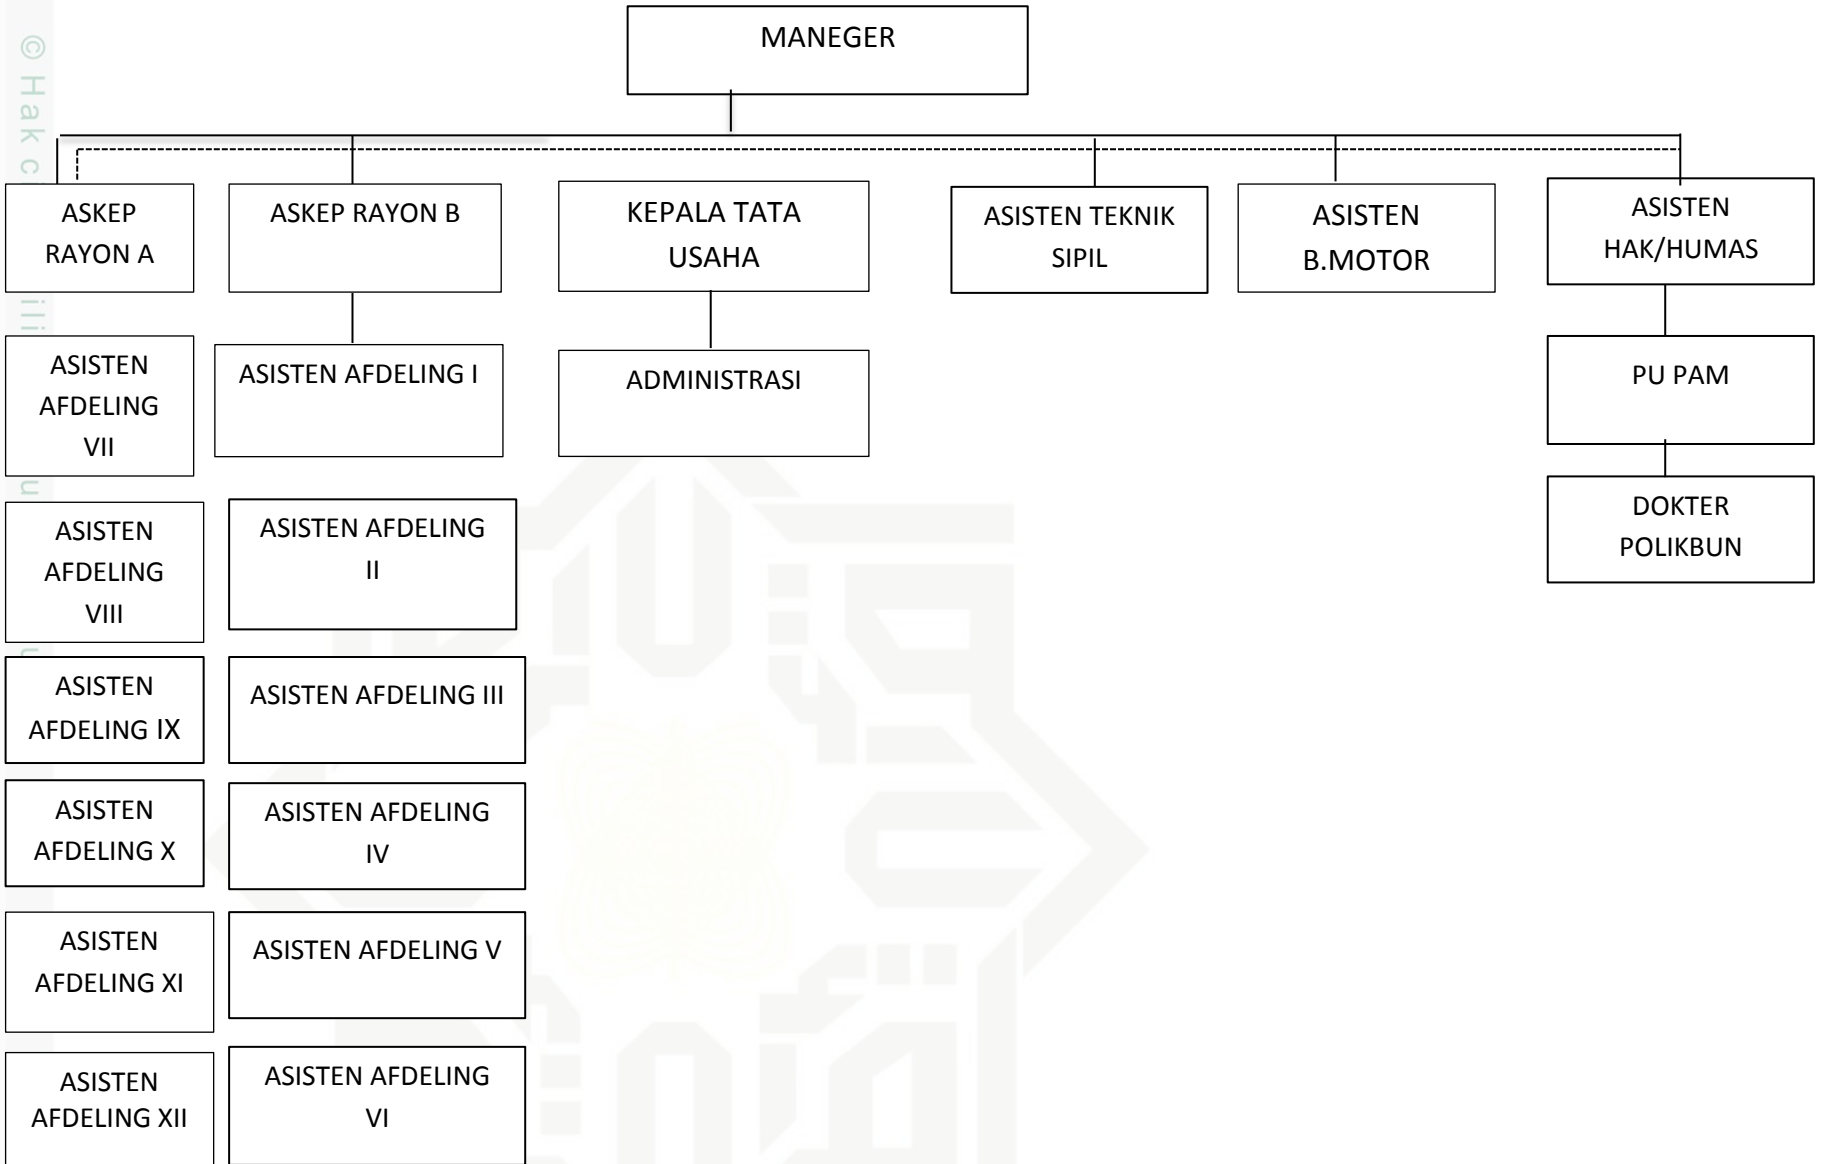 MANEGER
ASKEP
RAYON A
ASKEP RAYON B
KEPALA TATA
USAHA
ASISTEN TEKNIK
SIPIL
ASISTEN
B.MOTOR
ASISTEN
HAK/HUMAS
ASISTEN
AFDELING
VII
ASISTEN AFDELING I
ADMINISTRASI
PU PAM
ASISTEN
AFDELING
VIII
ASISTEN AFDELING
II
DOKTER
POLIKBUN
ASISTEN
AFDELING IX
ASISTEN AFDELING III
ASISTEN
AFDELING X
ASISTEN AFDELING
IV
ASISTEN
AFDELING XI
ASISTEN AFDELING V
ASISTEN
AFDELING XII
ASISTEN AFDELING
VI
© Hak